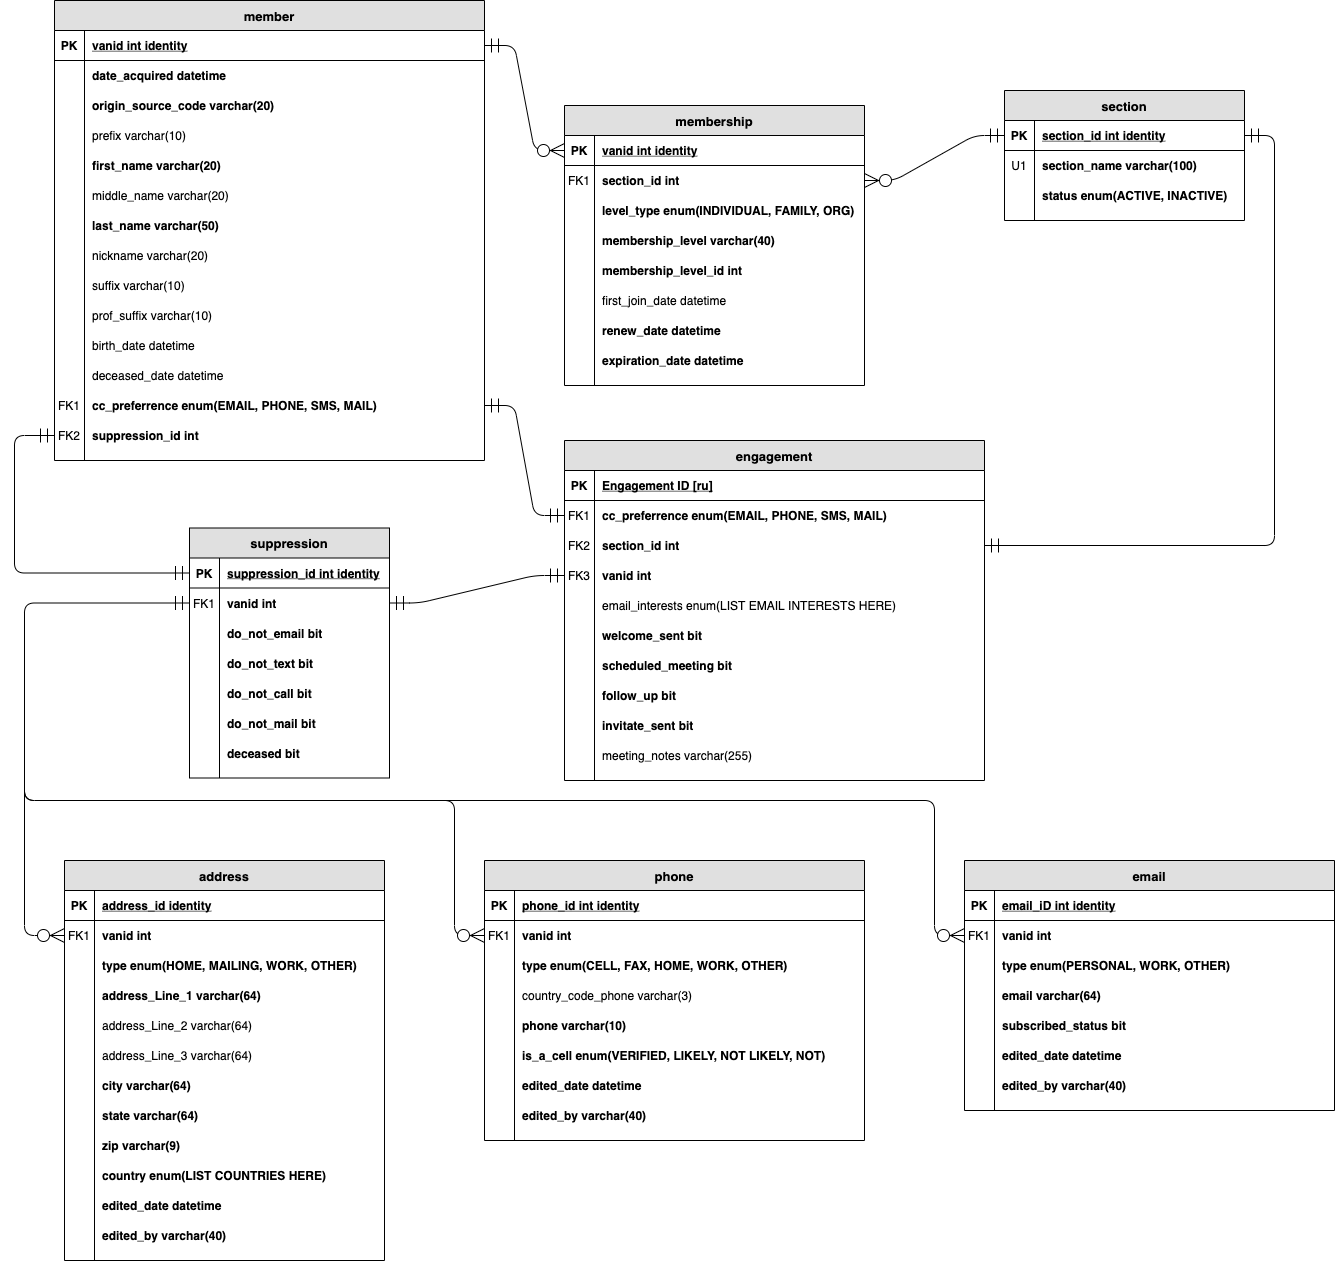 member
PK vanid int identity
date_acquired datetime
origin_source_code varchar(20)
prefix varchar(10)
first_name varchar(20)
middle_name varchar(20)
last_name varchar(50)
nickname varchar(20)
suffix varchar(10)
prof_suffix varchar(10)
birth_date datetime
deceased_date datetime
FK1 cc_preferrence enum(EMAIL, PHONE, SMS, MAIL)
FK2 suppression_id int
membership
PK vanid int identity
FK1 section_id int
level_type enum(INDIVIDUAL, FAMILY, ORG)
membership_level varchar(40)
membership_level_id int
first_join_date datetime
renew_date datetime
expiration_date datetime
section
PK section_id int identity
U1 section_name varchar(100)
status enum(ACTIVE, INACTIVE)
engagement
PK Engagement ID [ru]
FK1 cc_preferrence enum(EMAIL, PHONE, SMS, MAIL)
FK2 section_id int
FK3 vanid int
email_interests enum(LIST EMAIL INTERESTS HERE)
welcome_sent bit
scheduled_meeting bit
follow_up bit
invitate_sent bit
meeting_notes varchar(255)
suppression
PK suppression_id int identity
FK1 vanid int
do_not_email bit
do_not_text bit
do_not_call bit
do_not_mail bit
deceased bit
address
PK address_id identity
FK1 vanid int
type enum(HOME, MAILING, WORK, OTHER)
address_Line_1 varchar(64)
address_Line_2 varchar(64)
address_Line_3 varchar(64)
city varchar(64)
state varchar(64)
zip varchar(9)
country enum(LIST COUNTRIES HERE)
edited_date datetime
edited_by varchar(40)
phone
PK phone_id int identity
FK1 vanid int
type enum(CELL, FAX, HOME, WORK, OTHER)
country_code_phone varchar(3)
phone varchar(10)
is_a_cell enum(VERIFIED, LIKELY, NOT LIKELY, NOT)
edited_date datetime
edited_by varchar(40)
email
PK email_iD int identity
FK1 vanid int
type enum(PERSONAL, WORK, OTHER)
email varchar(64)
subscribed_status bit
edited_date datetime
edited_by varchar(40)